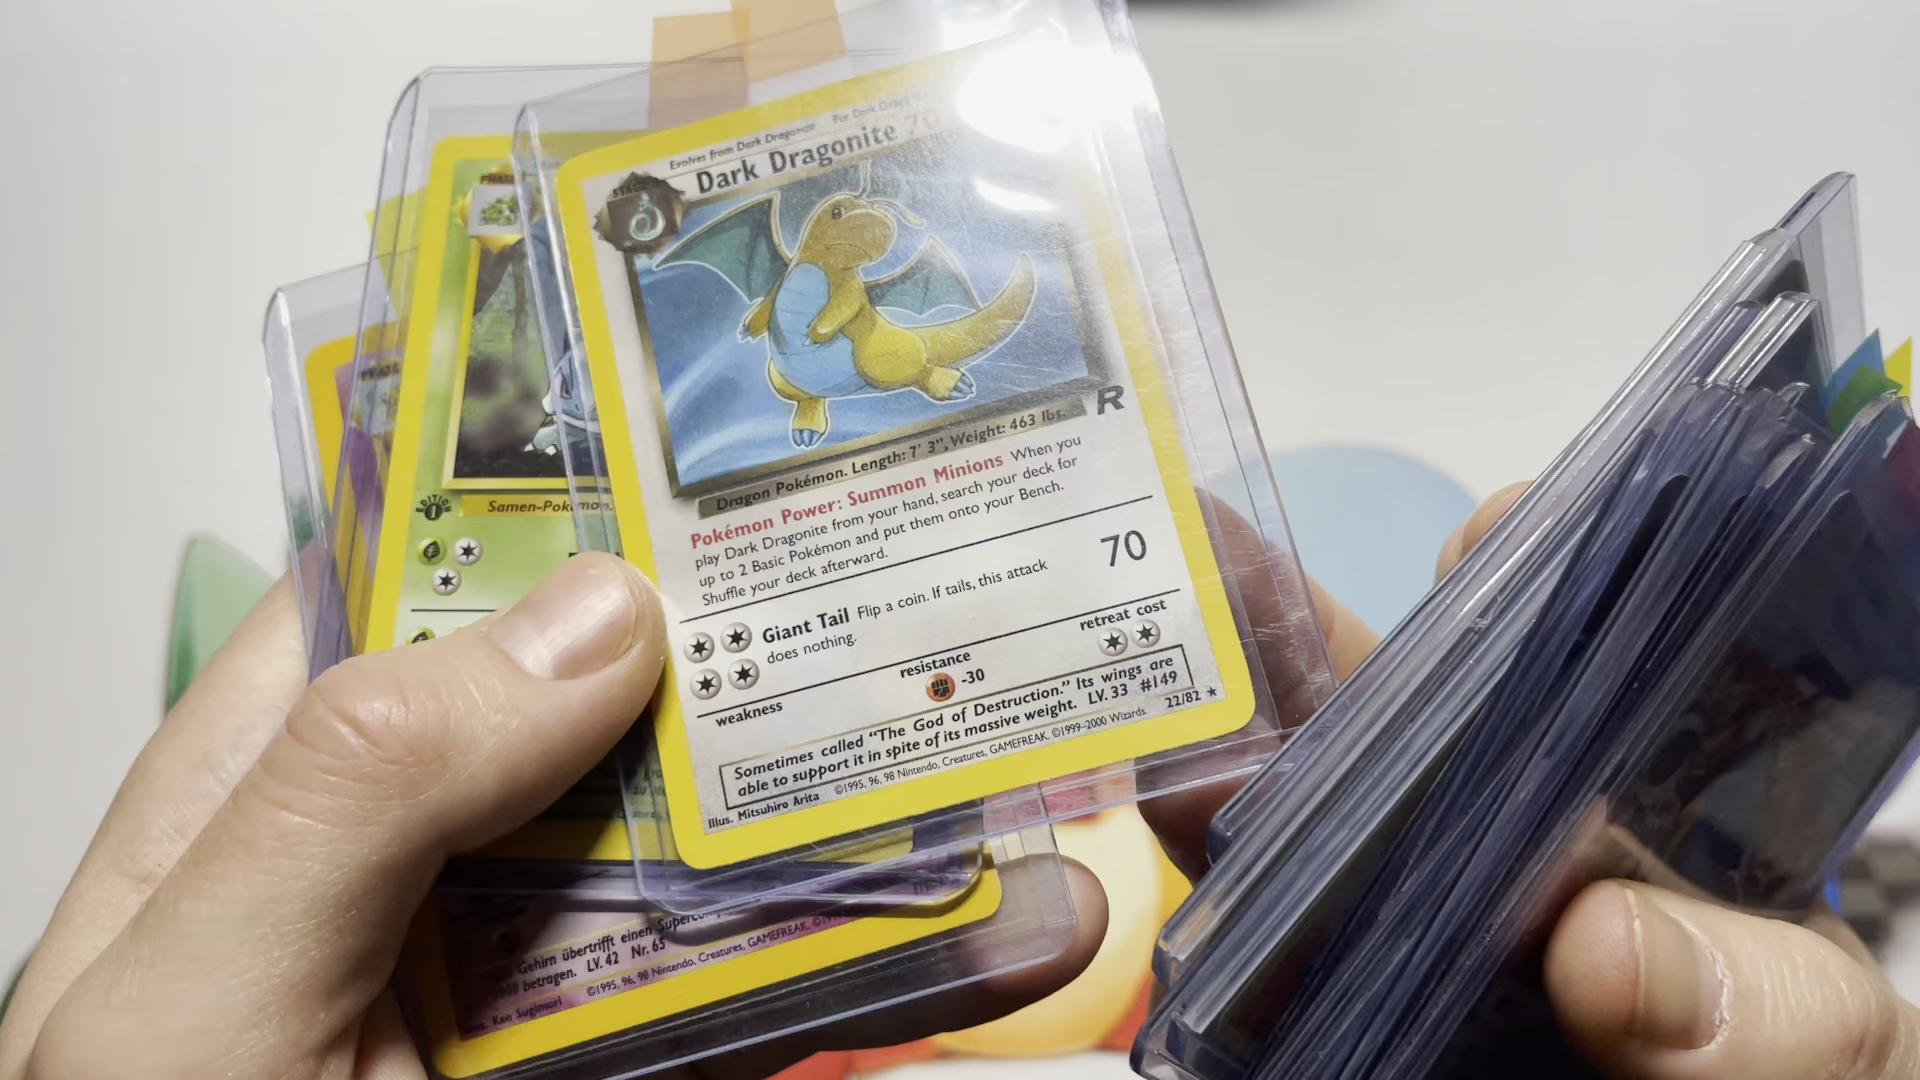 Evolves from Dark Dragonair
Dark Dragonite 70
STAGE
R
Dragon Pokémon. Length: 7' 3", Weight: 463 lbs.
Pokémon Power: Summon Minions When you
play Dark Dragonite from your hand, search your deck for
up to 2 Basic Pokémon and put them onto your Bench.
Shuffle your deck afterward.
Giant Tail Flip a coin. If tails, this attack
does nothing.
70
weakness
resistance
-30
retreat cost
Sometimes called "The God of Destruction." Its wings are
able to support it in spite of its massive weight. LV. 33 #149
Illus. Mitsuhiro Arita
©1995, 96, 98 Nintendo, Creatures, GAMEFREAK. ©1999-2000 Wizards.
22/82 ★
PHASE
EDITION
1
Samen-Pokémon.
PHASE
Gehirn übertrifft einen
betragen. LV. 42 Nr. 65
Ken Sugimori
©1995, 96, 98 Nintendo, Creatures, GAMEFREAK.